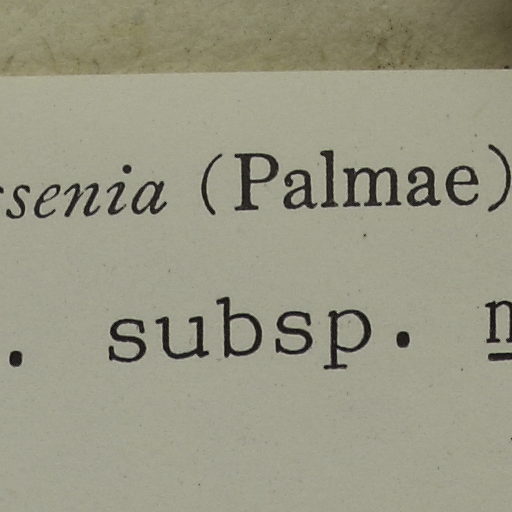 senia (Palmae)
. subsp.